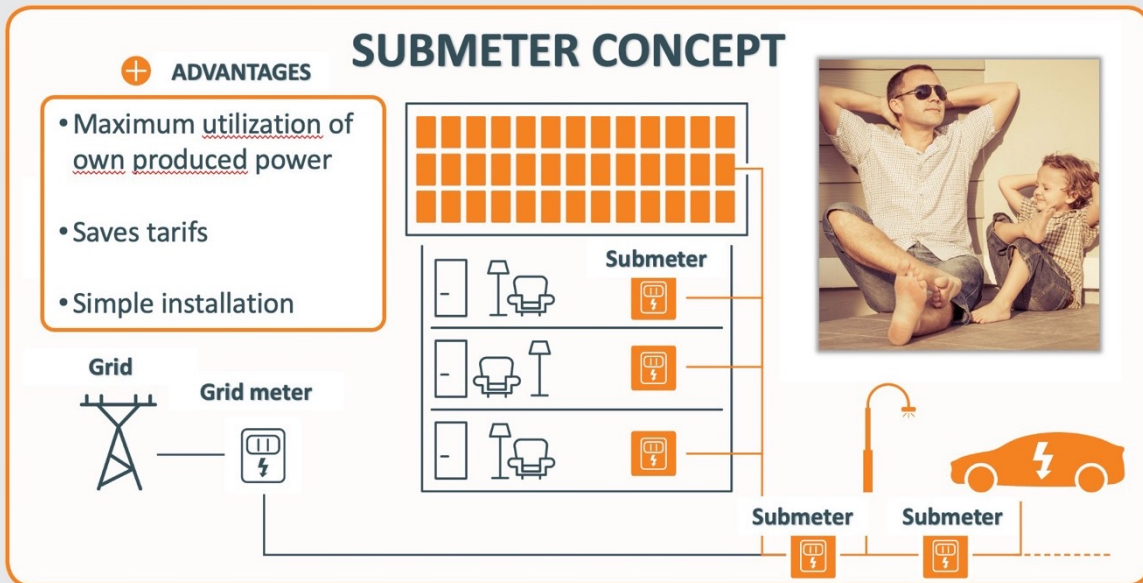 SUBMETER CONCEPT
ADVANTAGES
• Maximum utilization of
own produced power
• Saves tarifs
• Simple installation
Submeter
Grid
Grid meter
Submeter
Submeter